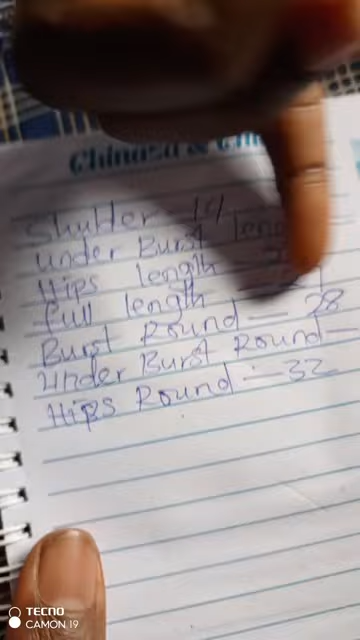 Chinaza &
Shulder - 14
Under Burst
Hips length
full length
Burst Round - 28
Under Burst Round -
Hips Round - 32
TECNO
CAMON 19